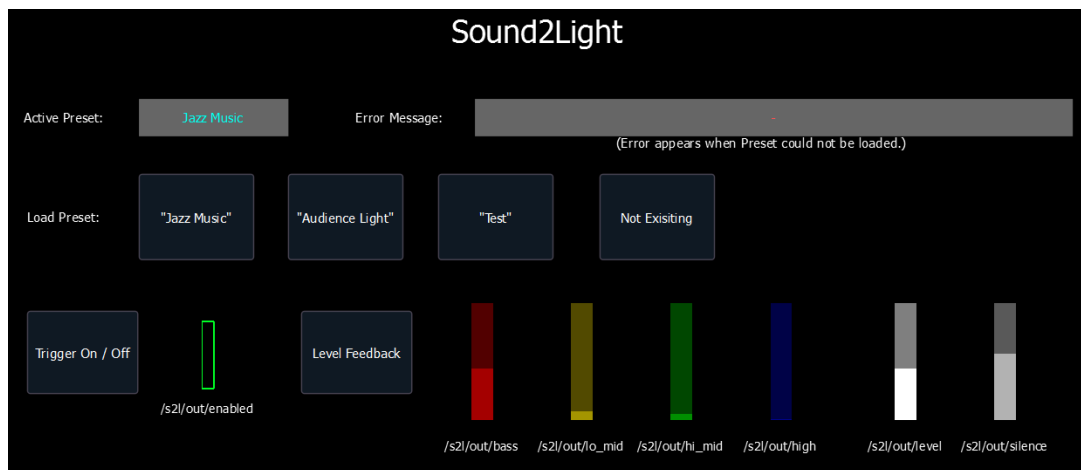 Sound2Light
Active Preset:
Jazz Music
Error Message:
-
(Error appears when Preset could not be loaded.)
Load Preset:
"Jazz Music"
"Audience Light"
"Test"
Not Exisiting
Trigger On / Off
/s2l/out/enabled
Level Feedback
/s2l/out/bass
/s2l/out/lo_mid
/s2l/out/hi_mid
/s2l/out/high
/s2l/out/level
/s2l/out/silence